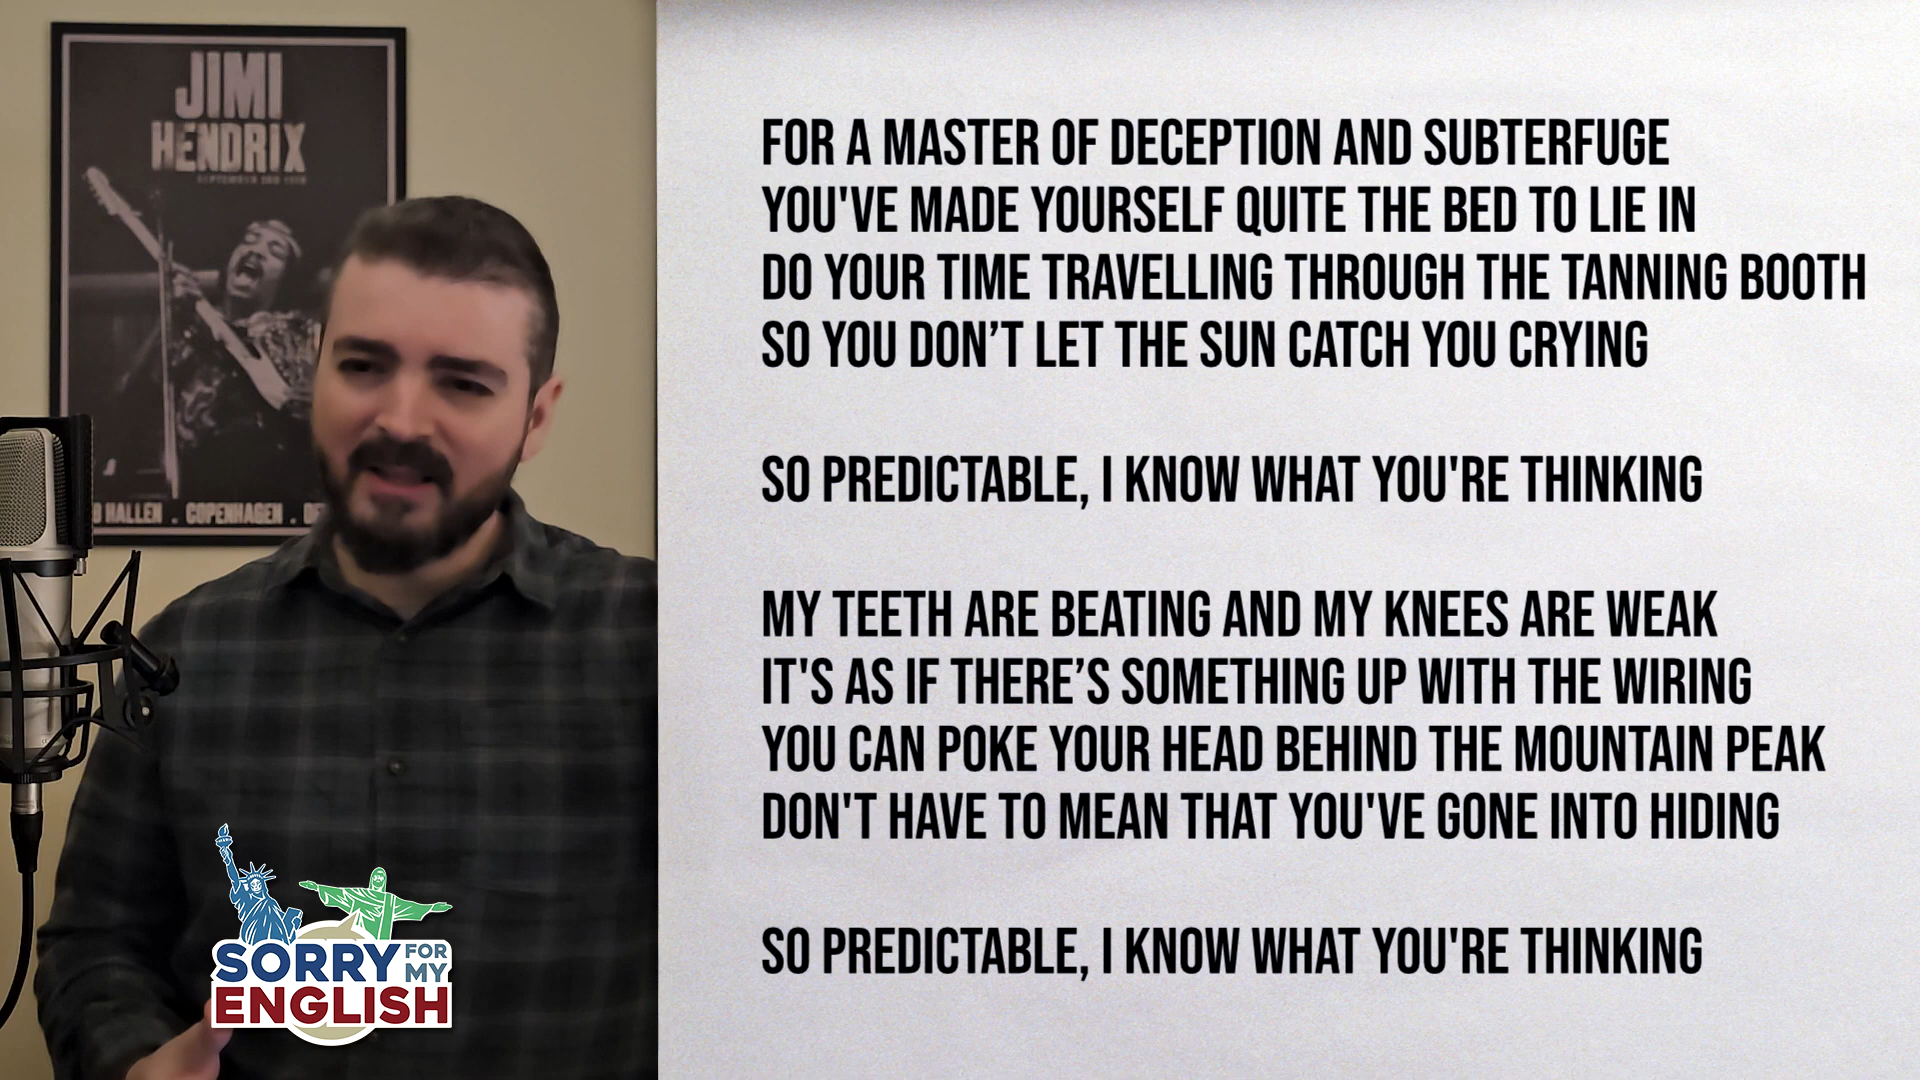 JIMI
HENDRIX
SEPTEMBER 3RD 1970
HALLEN . COPENHAGEN .
FOR A MASTER OF DECEPTION AND SUBTERFUGE
YOU'VE MADE YOURSELF QUITE THE BED TO LIE IN
DO YOUR TIME TRAVELLING THROUGH THE TANNING BOOTH
SO YOU DON’T LET THE SUN CATCH YOU CRYING
SO PREDICTABLE, I KNOW WHAT YOU'RE THINKING
MY TEETH ARE BEATING AND MY KNEES ARE WEAK
IT'S AS IF THERE’S SOMETHING UP WITH THE WIRING
YOU CAN POKE YOUR HEAD BEHIND THE MOUNTAIN PEAK
DON'T HAVE TO MEAN THAT YOU'VE GONE INTO HIDING
SO PREDICTABLE, I KNOW WHAT YOU'RE THINKING
SORRY FOR MY
ENGLISH